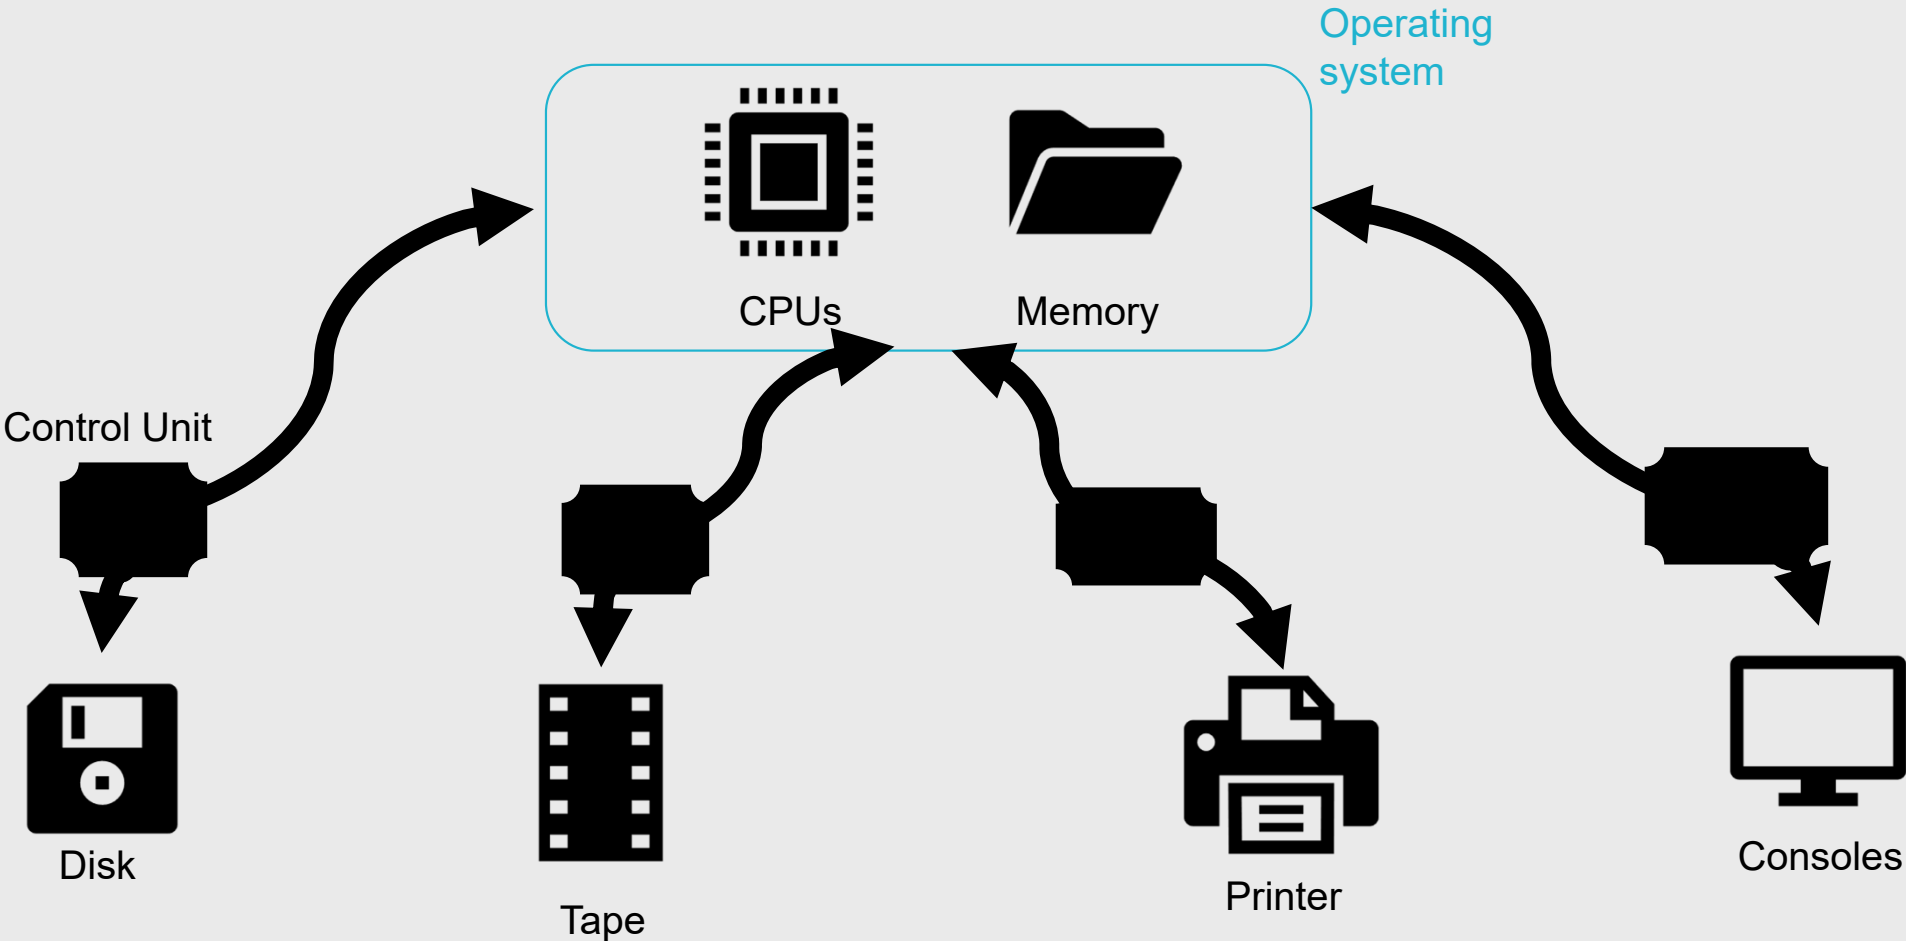 Operating
system
CPUs
Memory
Control Unit
Disk
Tape
Printer
Consoles